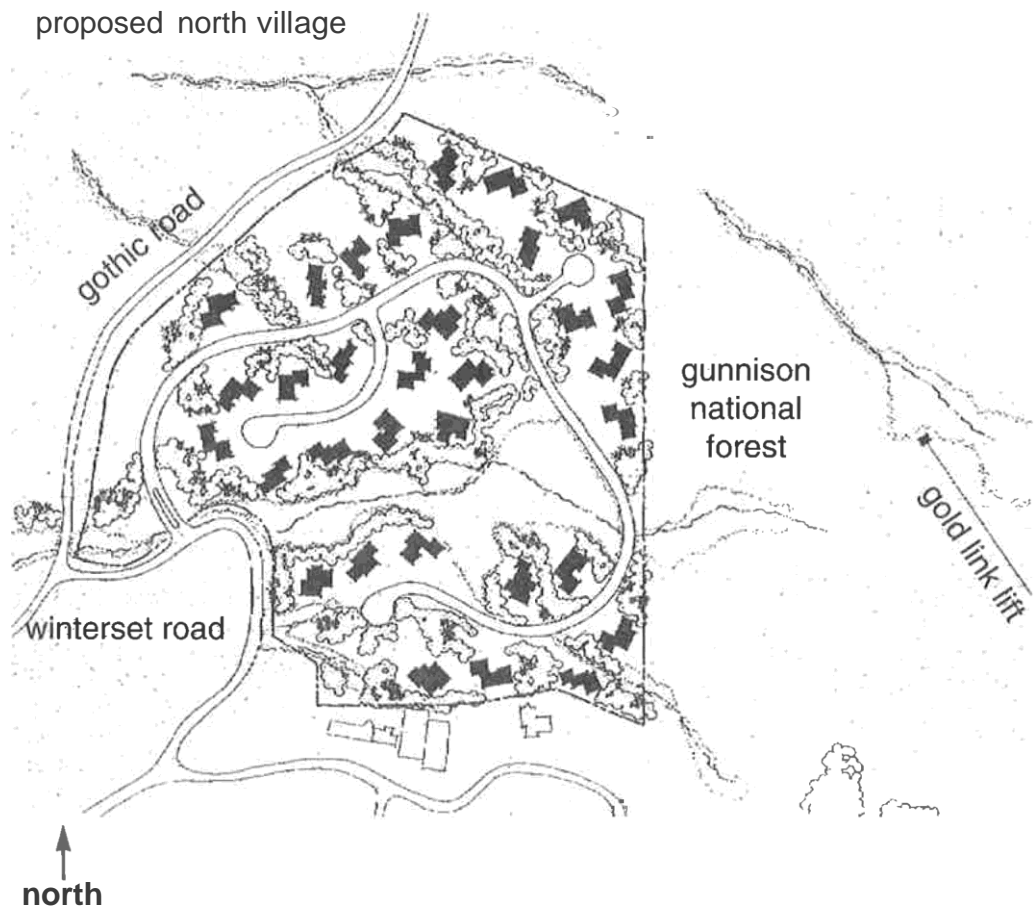 proposed north village
gothic road
gunnison
national
forest
gold link lift
winterset road
north